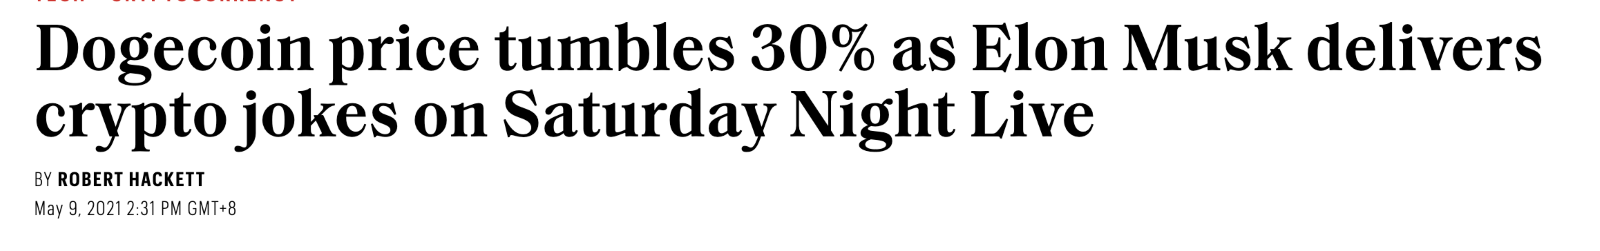 Dogecoin price tumbles 30% as Elon Musk delivers
crypto jokes on Saturday Night Live
BY ROBERT HACKETT
May 9, 2021 2:31 PM GMT+8